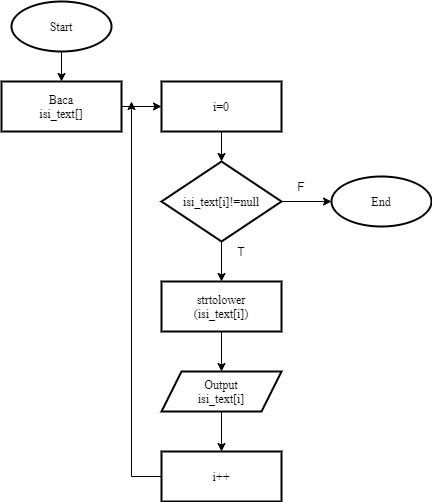 Start
Baca
isi_text[]
i=0
isi_text[i]!=null
F
End
T
strtolower
(isi_text[i])
Output
isi_text[i]
i++